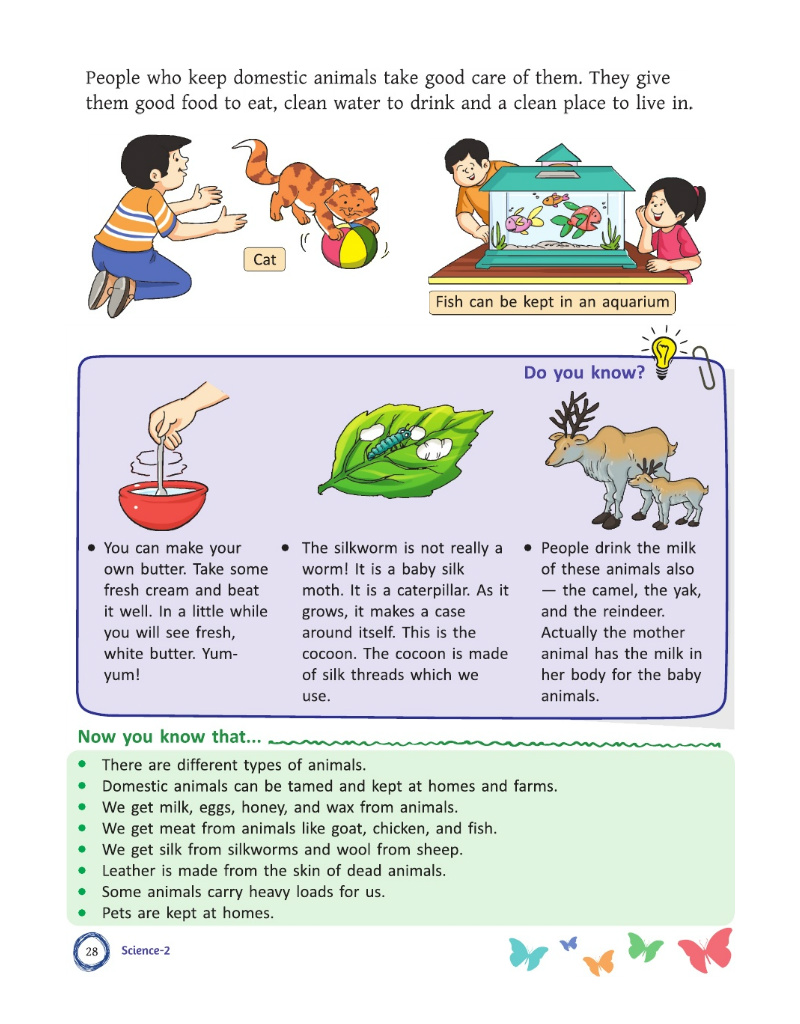 People who keep domestic animals take good care of them. They give
them good food to eat, clean water to drink and a clean place to live in.
Cat
Fish can be kept in an aquarium
Do you know?
• You can make your
own butter. Take some
fresh cream and beat
it well. In a little while
you will see fresh,
white butter. Yum-
yum!
• The silkworm is not really a
worm! It is a baby silk
moth. It is a caterpillar. As it
grows, it makes a case
around itself. This is the
cocoon. The cocoon is made
of silk threads which we
use.
• People drink the milk
of these animals also
— the camel, the yak,
and the reindeer.
Actually the mother
animal has the milk in
her body for the baby
animals.
Now you know that...
• There are different types of animals.
• Domestic animals can be tamed and kept at homes and farms.
• We get milk, eggs, honey, and wax from animals.
• We get meat from animals like goat, chicken, and fish.
• We get silk from silkworms and wool from sheep.
• Leather is made from the skin of dead animals.
• Some animals carry heavy loads for us.
• Pets are kept at homes.
28 Science-2